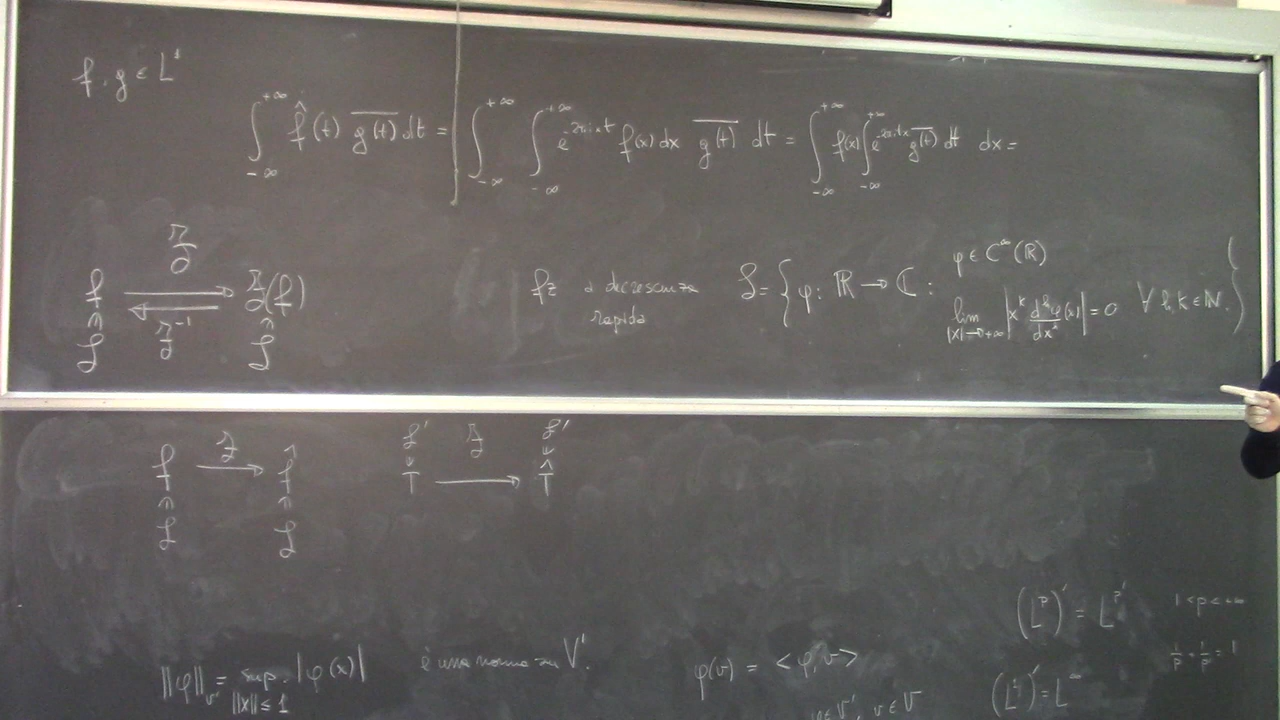 f, g ∈ L¹
∫_{-∞}^{+∞} f̂(t) \overline{g(t)} dt = ∫_{-∞}^{+∞} ∫_{-∞}^{+∞} e^{-2πixt} f(x) dx \overline{g(t)} dt = ∫_{-∞}^{+∞} f(x) ∫_{-∞}^{+∞} e^{-2πitx} \overline{g(t)} dt dx =
ℱ
f ⇄ ℱ(f)
ℱ⁻¹
∩ ∩
𝒮 𝒮
fz a decrescenza
rapida
𝒮 = { φ: ℝ → ℂ : φ ∈ C^∞(ℝ)
lim_{|x|→+∞} |x^k d^h φ(x)/dx^h| = 0 ∀ h, k ∈ ℕ. }
f →^ℱ f̂
∩ ∩
𝒮 𝒮
𝒮' ℱ 𝒮'
∪ ∪
T → T̂
(L^p)' = L^{p'} 1 < p < +∞
1/p + 1/p' = 1
||φ||_{V'} = sup_{||x|| ≤ 1} |φ(x)| è una norma su V'.
φ(v) = <φ, v>
φ ∈ V', v ∈ V
(L¹)' = L^∞